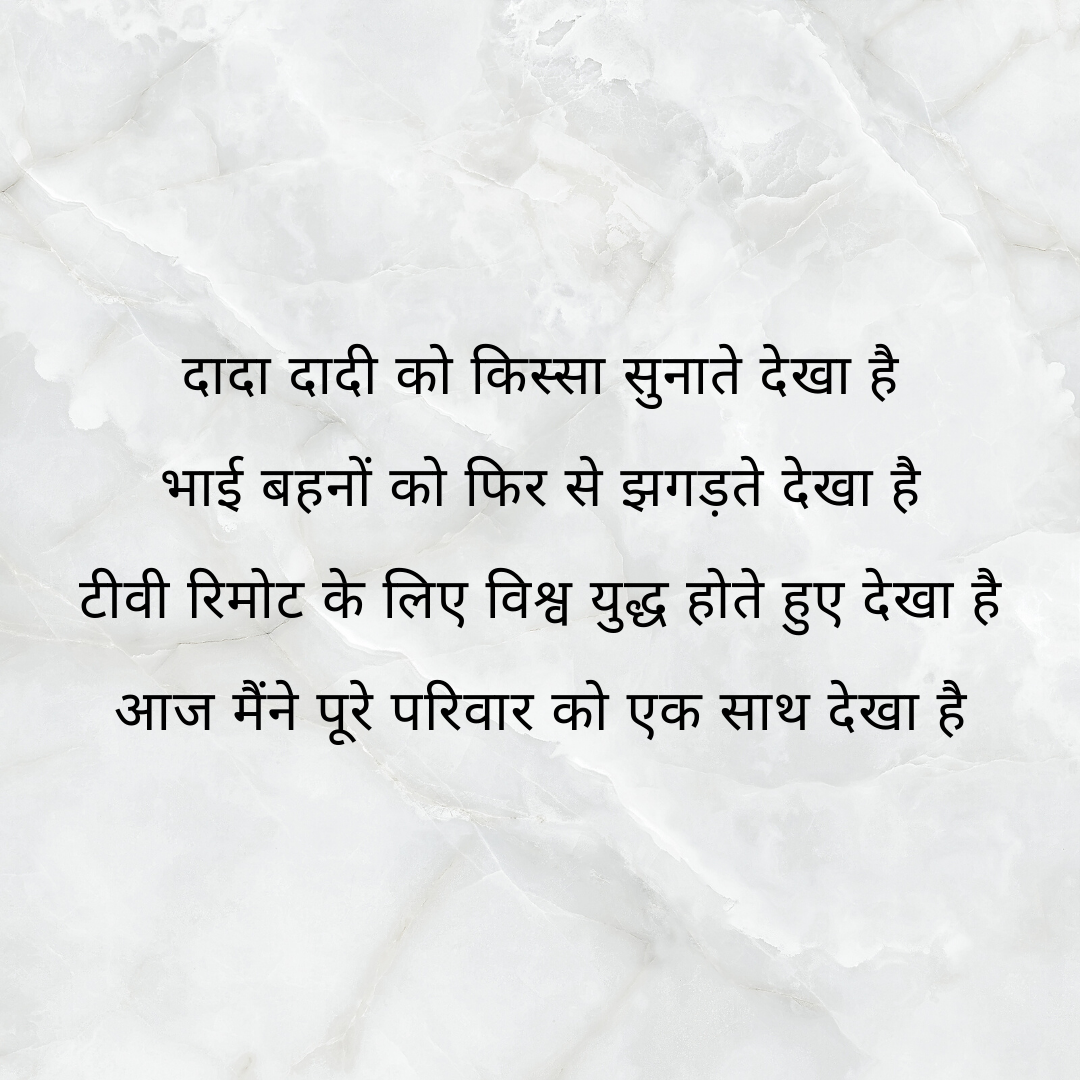 दादा दादी को किस्सा सुनाते देखा है
भाई बहनों को फिर से झगड़ते देखा है
टीवी रिमोट के लिए विश्व युद्ध होते हुए देखा है
आज मैंने पूरे परिवार को एक साथ देखा है